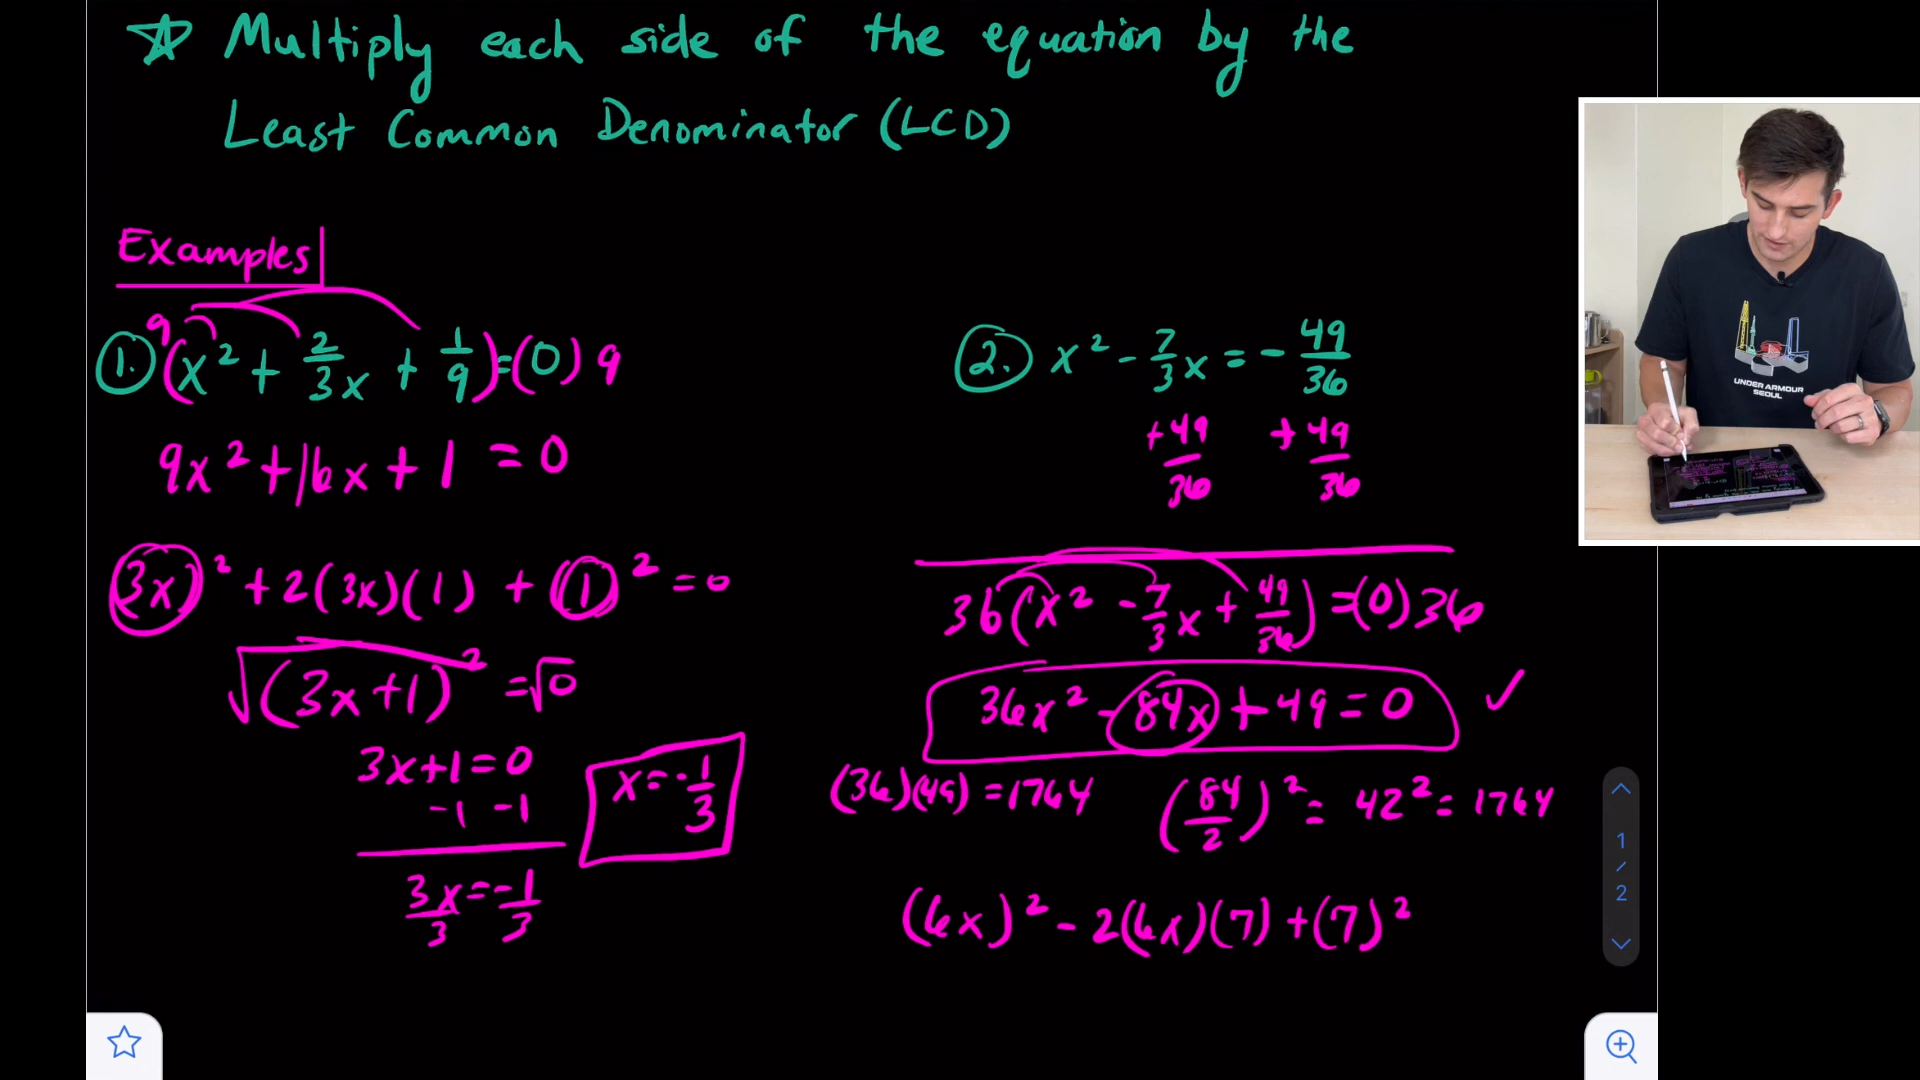 ☆ Multiply each side of the equation by the
Least Common Denominator (LCD)
Examples
1. 9(x² + 2/3x + 1/9) = (0) 9
9x² + 16x + 1 = 0
(3x)² + 2(3x)(1) + (1)² = 0
√(3x+1)² = √0
3x+1=0
-1 -1
3x/3 = -1/3
x = -1/3
2. x² - 7/3x = - 49/36
+49/36 +49/36
36(x² - 7/3x + 49/36) = (0)36
36x² - 84x + 49 = 0 ✓
(36)(49) = 1764 (84/2)² = 42² = 1764
(6x)² - 2(6x)(7) + (7)²
UNDER ARMOUR
SEOUL
1
/
2